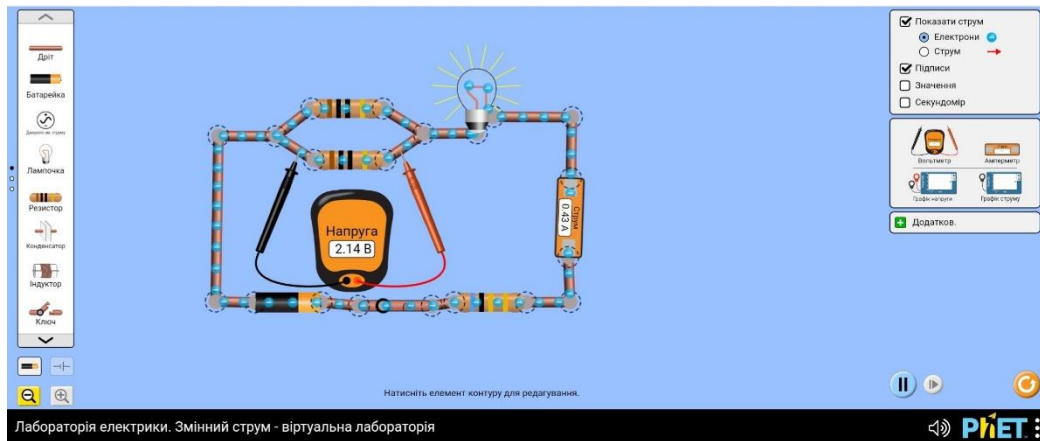 Дріт
Батарейка
Лампочка
Резистор
Конденсатор
Індуктор
Ключ
Напруга
2.14 В
Струм
0.43 А
Показати струм
Електрони
Струм
Підписи
Значення
Секундомір
Вольтметр
Амперметр
Графік напруги
Графік струму
Додатков.
Натисніть елемент контуру для редагування.
Лабораторія електрики. Змінний струм - віртуальна лабораторія
PhET